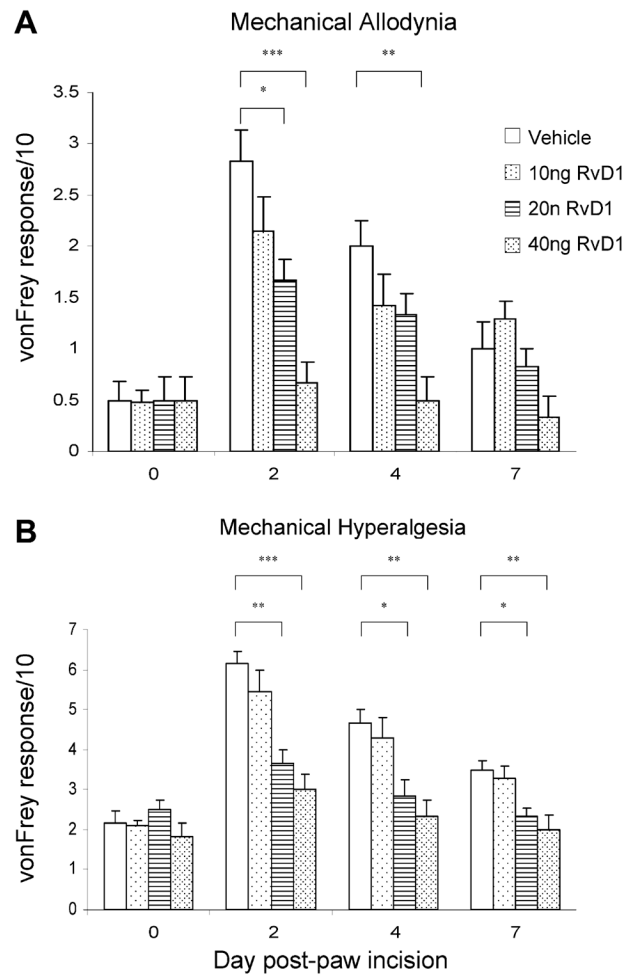 A
Mechanical Allodynia
***
**
*
3.5
3
2.5
2
1.5
1
0.5
0
vonFrey response/10
Vehicle
10ng RvD1
20n RvD1
40ng RvD1
0 2 4 7
B
Mechanical Hyperalgesia
*** ** **
** * *
7
6
5
4
3
2
1
0
vonFrey response/10
0 2 4 7
Day post-paw incision